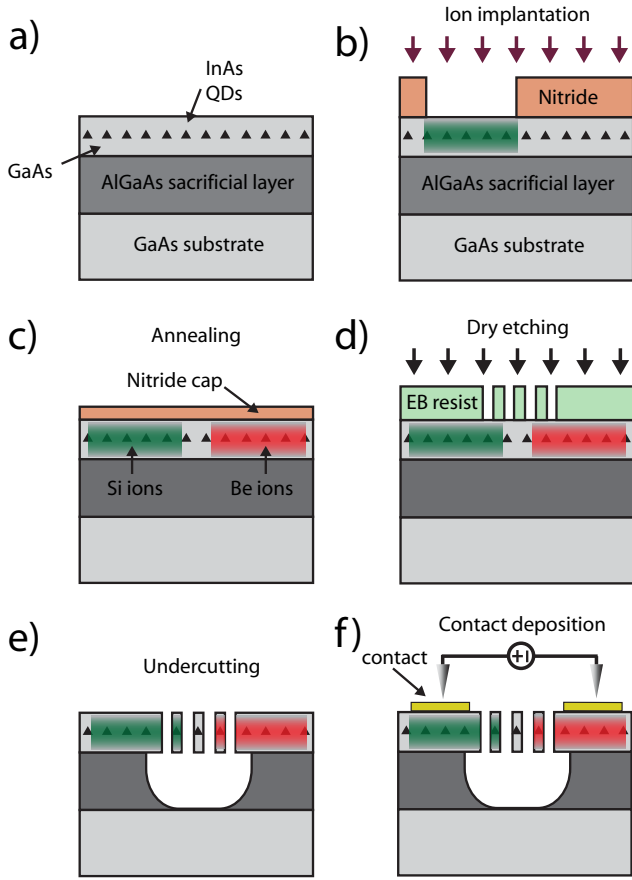 a)
InAs
QDs
GaAs
AlGaAs sacrificial layer
GaAs substrate
b)
Ion implantation
Nitride
AlGaAs sacrificial layer
GaAs substrate
c)
Annealing
Nitride cap
Si ions
Be ions
d)
Dry etching
EB resist
e)
Undercutting
f)
Contact deposition
contact
+I